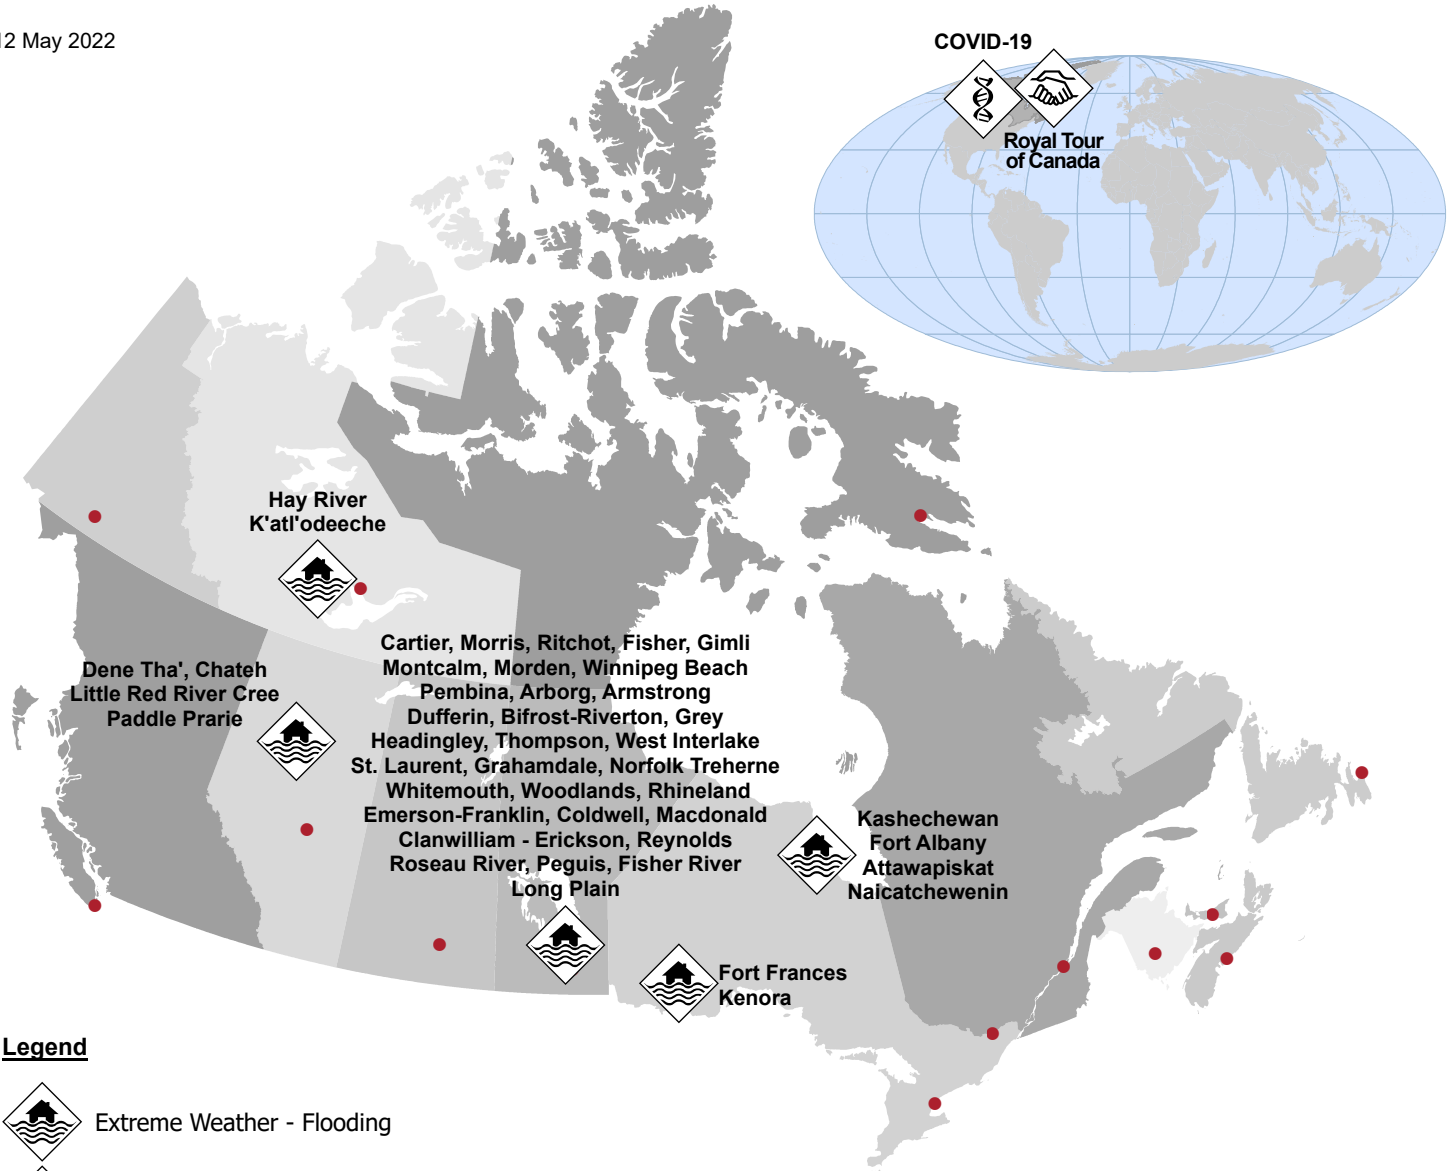 12 May 2022
COVID-19
Royal Tour
of Canada
Hay River
K'atl'odeeche
Dene Tha', Chateh
Little Red River Cree
Paddle Prarie
Cartier, Morris, Ritchot, Fisher, Gimli
Montcalm, Morden, Winnipeg Beach
Pembina, Arborg, Armstrong
Dufferin, Bifrost-Riverton, Grey
Headingley, Thompson, West Interlake
St. Laurent, Grahamdale, Norfolk Treherne
Whitemouth, Woodlands, Rhineland
Emerson-Franklin, Coldwell, Macdonald
Clanwilliam - Erickson, Reynolds
Roseau River, Peguis, Fisher River
Long Plain
Kashechewan
Fort Albany
Attawapiskat
Naicatchewenin
Fort Frances
Kenora
Legend
Extreme Weather - Flooding